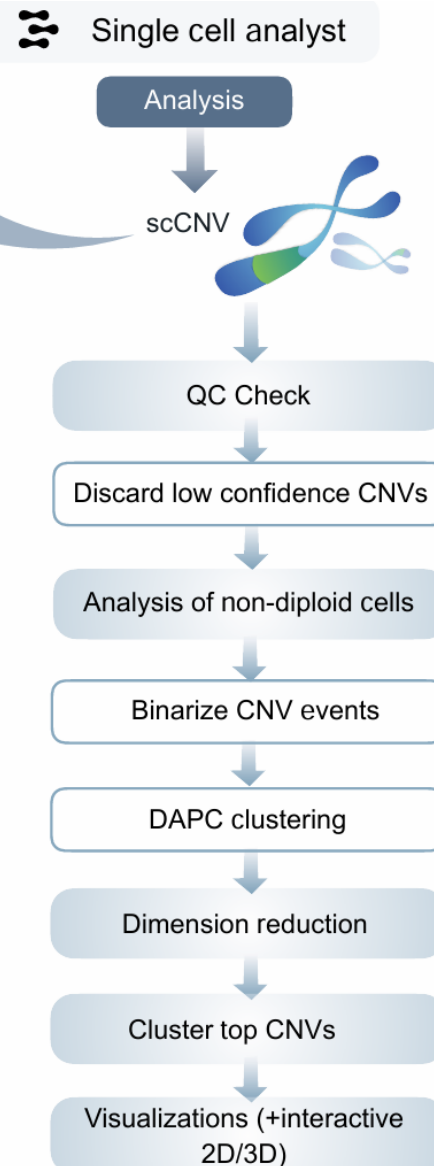 Single cell analyst
Analysis
scCNV
QC Check
Discard low confidence CNVs
Analysis of non-diploid cells
Binarize CNV events
DAPC clustering
Dimension reduction
Cluster top CNVs
Visualizations (+interactive
2D/3D)